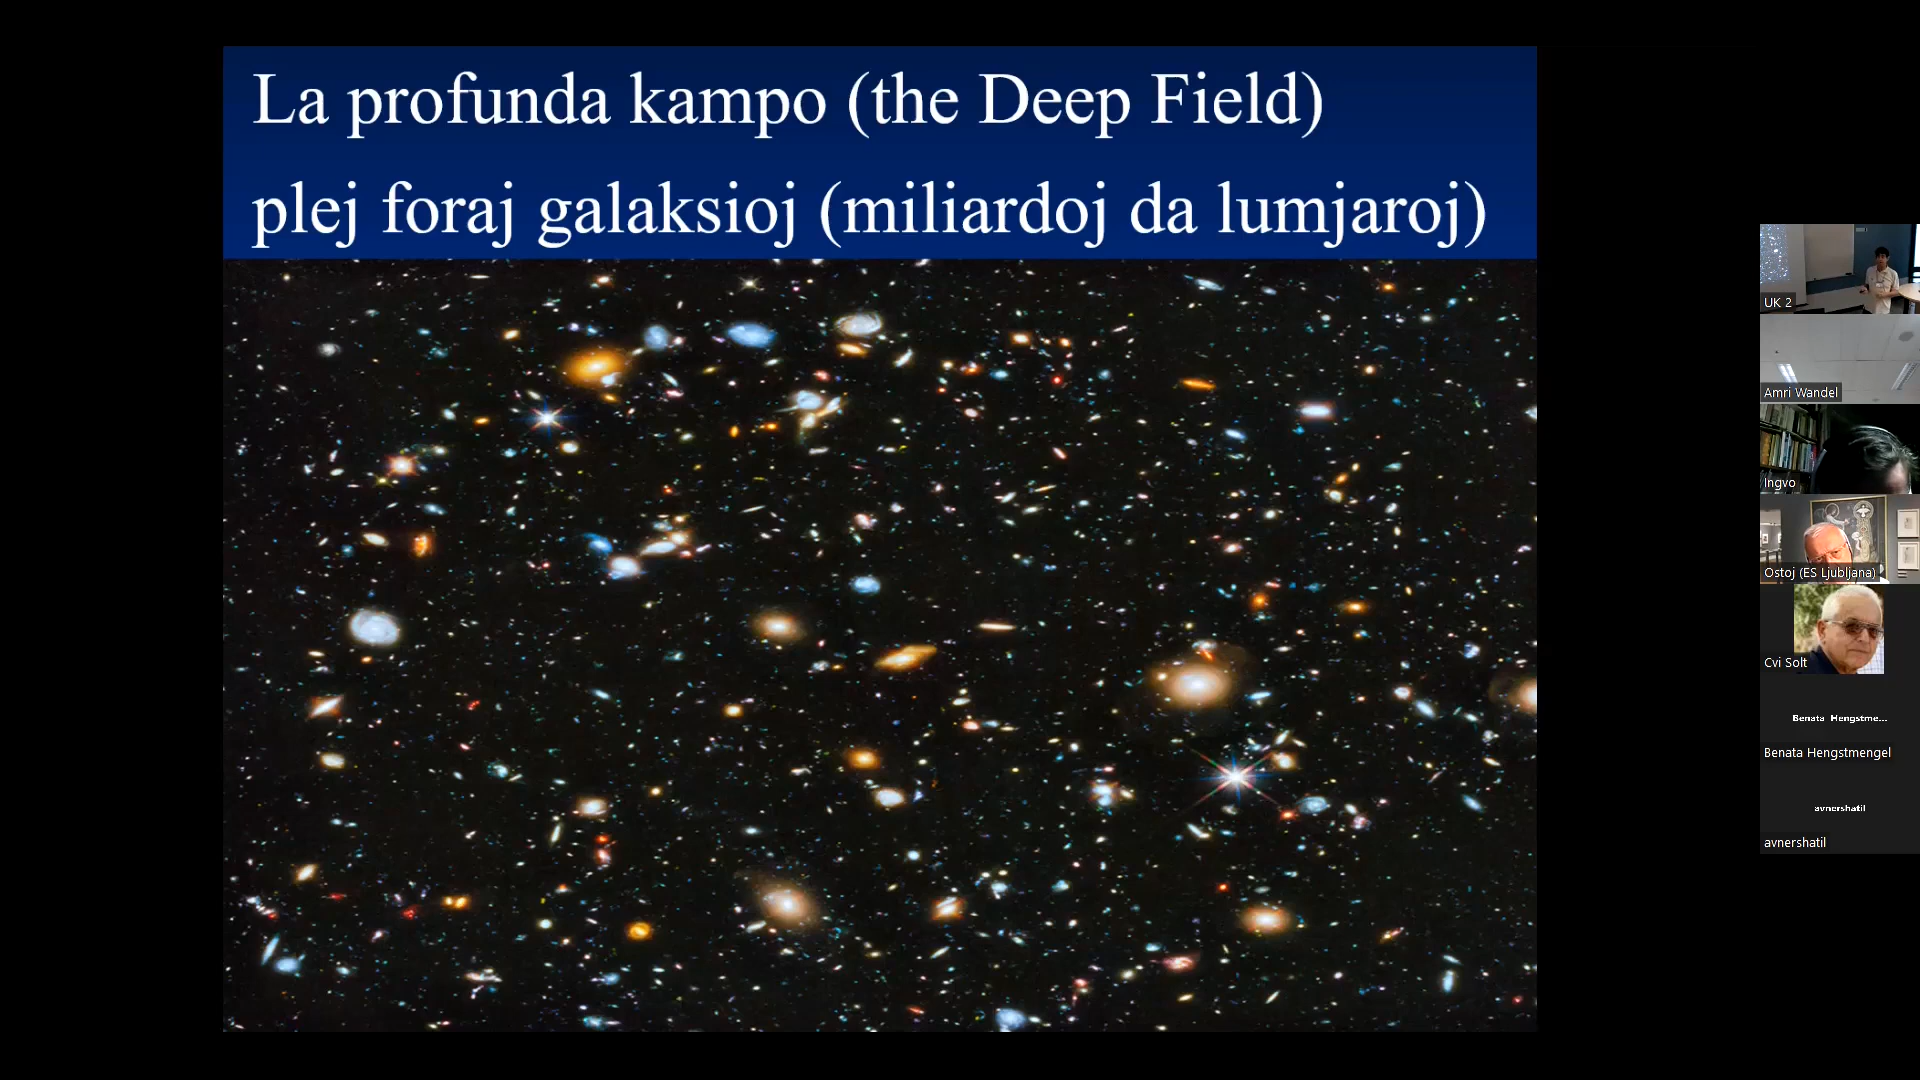 La profunda kampo (the Deep Field)
plej foraj galaksioj (miliardoj da lumjaroj)
UK 2
Amri Wandel
Ingvo
Ostoj (ES Ljubljana)
Cvi Solt
Benata Hengstme...
Benata Hengstmengel
avnershatil
avnershatil